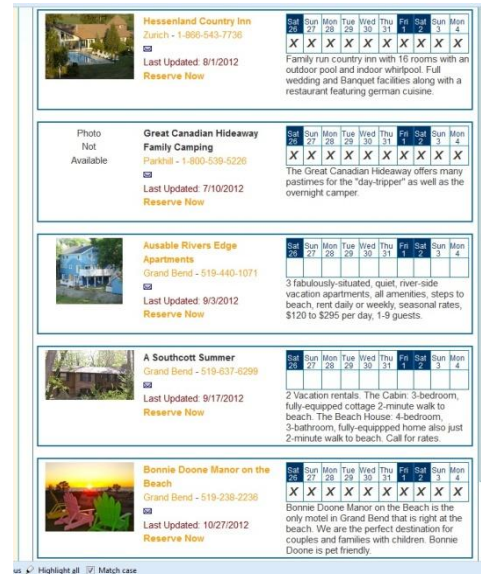 Hessenland Country Inn
Zurich - 1-866-543-7736
Last Updated: 8/1/2012
Reserve Now
Sat Sun Mon Tue Wed Thu Fri Sat Sun Mon
26 27 28 29 30 31 1 2 3 4
X X X X X X X X X X
Family run country inn with 16 rooms with an
outdoor pool and indoor whirlpool. Full
wedding and Banquet facilities along with a
restaurant featuring german cuisine.
Photo
Not
Available
Great Canadian Hideaway
Family Camping
Parkhill - 1-800-539-5226
Last Updated: 7/10/2012
Reserve Now
Sat Sun Mon Tue Wed Thu Fri Sat Sun Mon
26 27 28 29 30 31 1 2 3 4
X X X X X X X X X X
The Great Canadian Hideaway offers many
pastimes for the "day-tripper" as well as the
overnight camper.
Ausable Rivers Edge
Apartments
Grand Bend - 519-440-1071
Last Updated: 9/3/2012
Reserve Now
Sat Sun Mon Tue Wed Thu Fri Sat Sun Mon
26 27 28 29 30 31 1 2 3 4
3 fabulously-situated, quiet, river-side
vacation apartments, all amenities, steps to
beach, rent daily or weekly, seasonal rates,
$120 to $295 per day, 1-9 guests.
A Southcott Summer
Grand Bend - 519-637-6299
Last Updated: 9/17/2012
Reserve Now
Sat Sun Mon Tue Wed Thu Fri Sat Sun Mon
26 27 28 29 30 31 1 2 3 4
2 Vacation rentals. The Cabin: 3-bedroom,
fully-equipped cottage 2-minute walk to
beach. The Beach House: 4-bedroom,
3-bathroom, fully-equippped home also just
2-minute walk to beach. Call for rates.
Bonnie Doone Manor on the
Beach
Grand Bend - 519-238-2236
Last Updated: 10/27/2012
Reserve Now
Sat Sun Mon Tue Wed Thu Fri Sat Sun Mon
26 27 28 29 30 31 1 2 3 4
X X X X X X X X X X
Bonnie Doone Manor on the Beach is the
only motel in Grand Bend that is right at the
beach. We are the perfect destination for
couples and families with children. Bonnie
Doone is pet friendly.
us Highlight all Match case